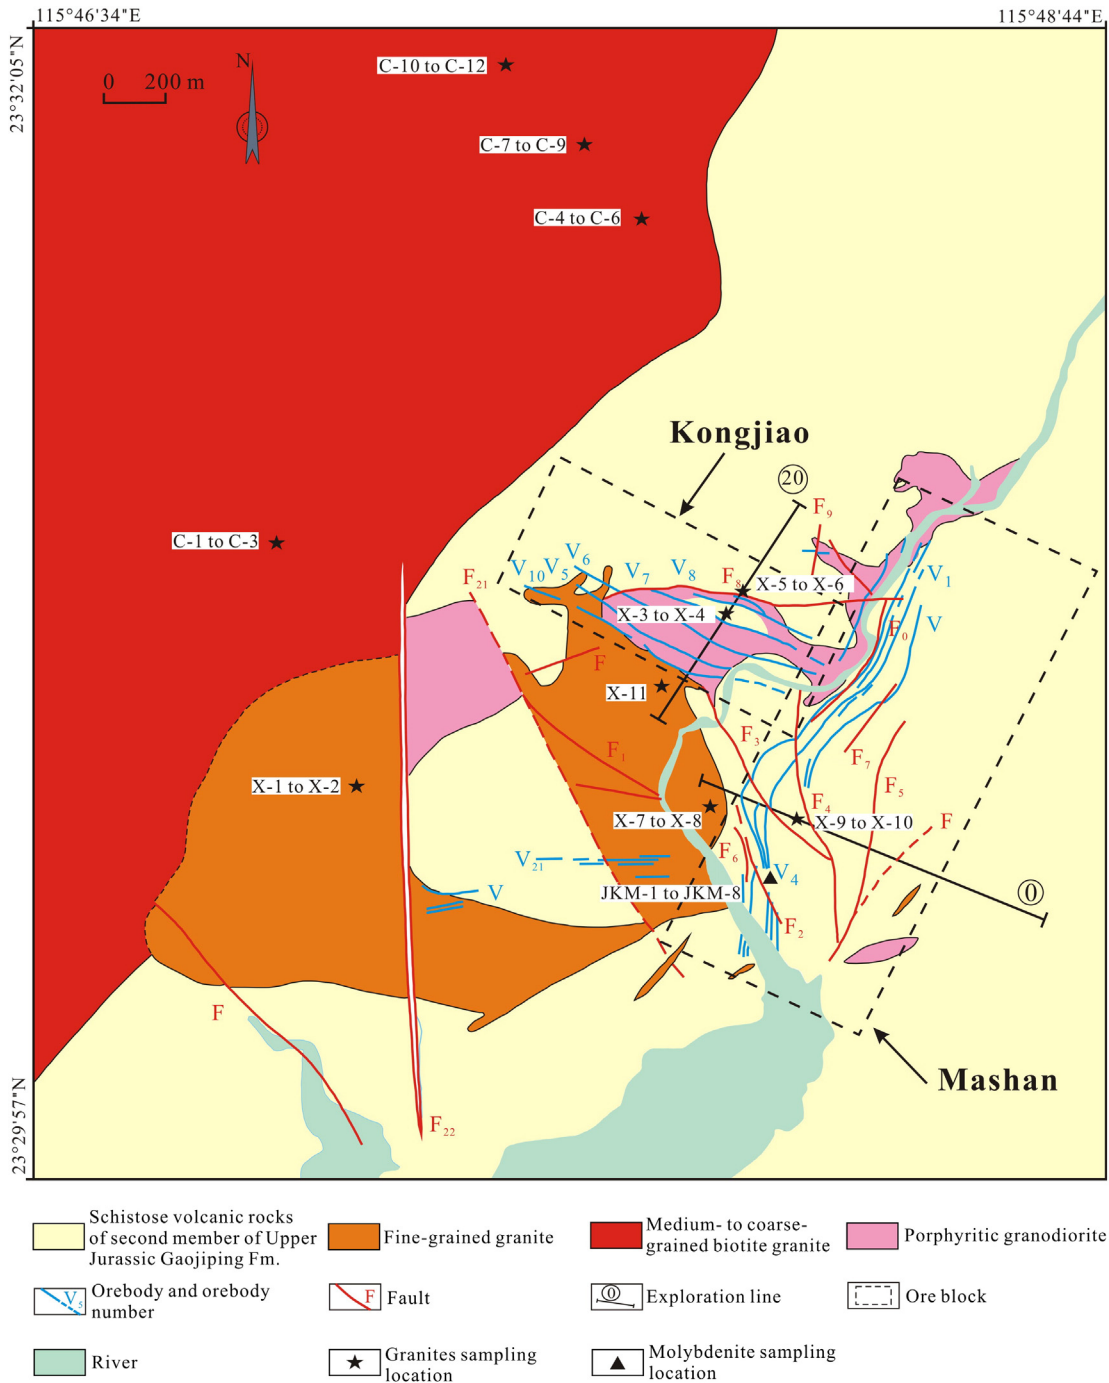 115°46'34"E
115°48'44"E
23°32'05"N
N
0 200 m
C-10 to C-12
C-7 to C-9
C-4 to C-6
Kongjiao
20
F9
C-1 to C-3
F21
V10
V5
V6
V7
V8
F8
X-5 to X-6
V1
X-3 to X-4
F0
V
F
X-11
F1
F3
F7
F5
X-1 to X-2
F4
X-7 to X-8
X-9 to X-10
F
F6
V21
V4
V
JKM-1 to JKM-8
0
F2
F
Mashan
F22
23°29'57"N
Schistose volcanic rocks
of second member of Upper
Jurassic Gaojiping Fm.
Fine-grained granite
Medium- to coarse-
grained biotite granite
Porphyritic granodiorite
V5
Orebody and orebody
number
F
Fault
0
Exploration line
Ore block
River
Granites sampling
location
Molybdenite sampling
location